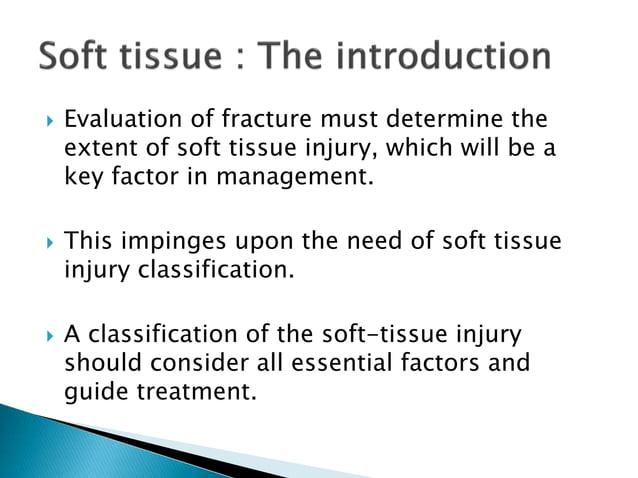 Soft tissue : The introduction
Evaluation of fracture must determine the
extent of soft tissue injury, which will be a
key factor in management.
This impinges upon the need of soft tissue
injury classification.
A classification of the soft-tissue injury
should consider all essential factors and
guide treatment.